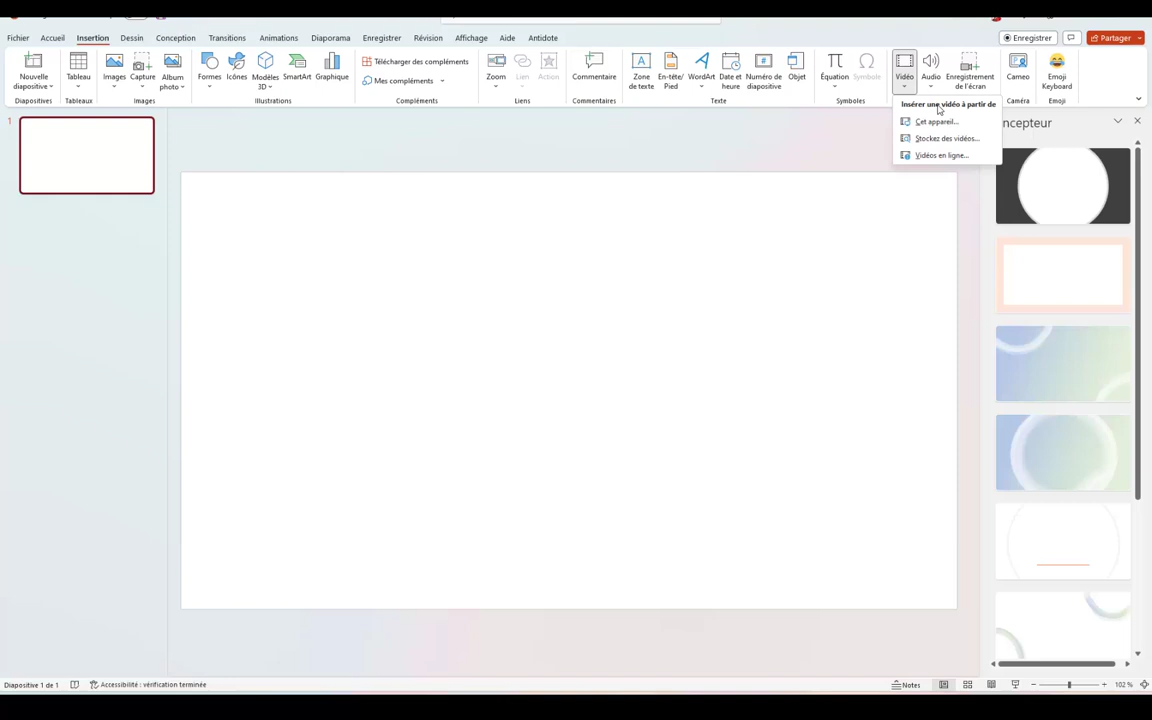 Fichier Accueil Insertion Dessin Conception Transitions Animations Diaporama Enregistrer Révision Affichage Aide Antidote
Enregistrer
Partager
Nouvelle diapositive
Diapositives
Tableau
Tableaux
Images
Capture
Album photo
Images
Formes
Icônes
Modèles 3D
SmartArt
Graphique
Illustrations
Télécharger des compléments
Mes compléments
Compléments
Zoom
Lien
Action
Liens
Commentaire
Commentaires
Zone de texte
En-tête/Pied
WordArt
Date et heure
Numéro de diapositive
Objet
Texte
Équation
Symbole
Symboles
Vidéo
Audio
Enregistrement de l'écran
Cameo
Caméra
Emoji Keyboard
Emoji
Insérer une vidéo à partir de
Cet appareil...
Stockez des vidéos...
Vidéos en ligne...
ncepteur
1
Diapositive 1 de 1
Accessibilité : vérification terminée
Notes
102 %